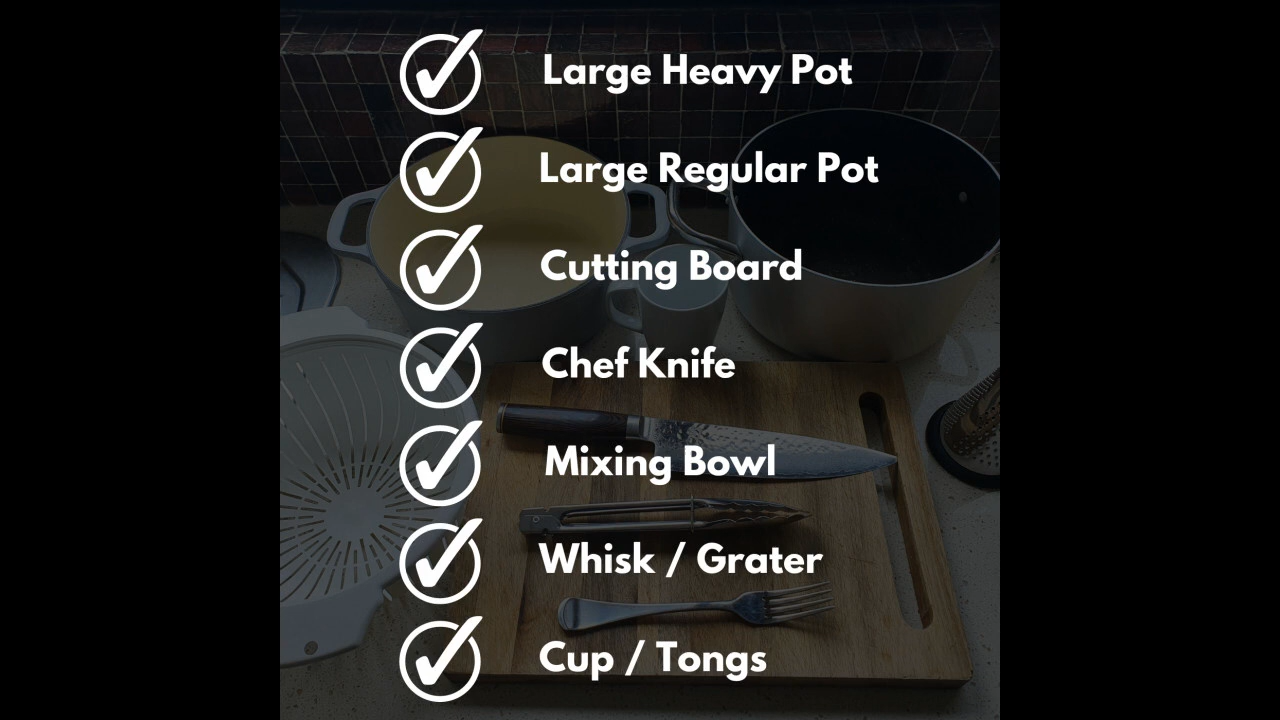 Large Heavy Pot
Large Regular Pot
Cutting Board
Chef Knife
Mixing Bowl
Whisk / Grater
Cup / Tongs